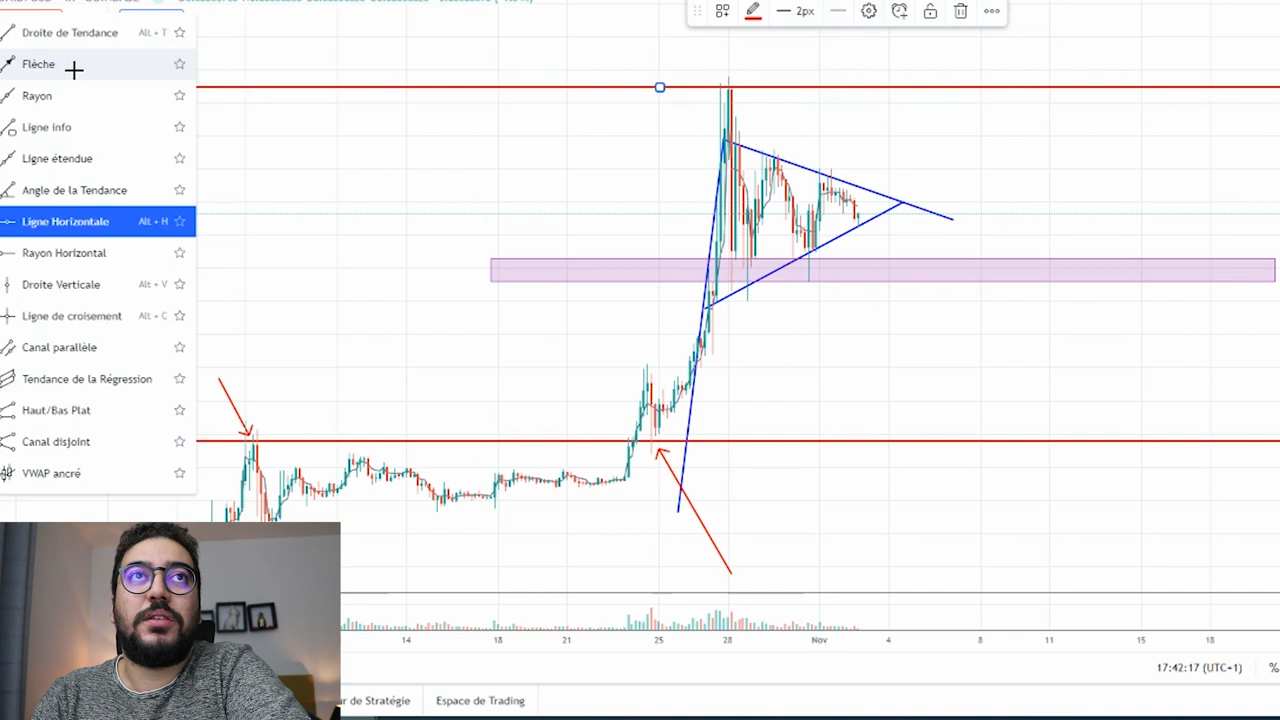 2px
Droite de Tendance Alt + T
Flèche
Rayon
Ligne info
Ligne étendue
Angle de la Tendance
Ligne Horizontale Alt + H
Rayon Horizontal
Droite Verticale Alt + V
Ligne de croisement Alt + C
Canal parallèle
Tendance de la Régression
Haut/Bas Plat
Canal disjoint
VWAP ancré
14 18 21 25 28 Nov 4 8 11 15 18
17:42:17 (UTC+1) %
de Stratégie Espace de Trading